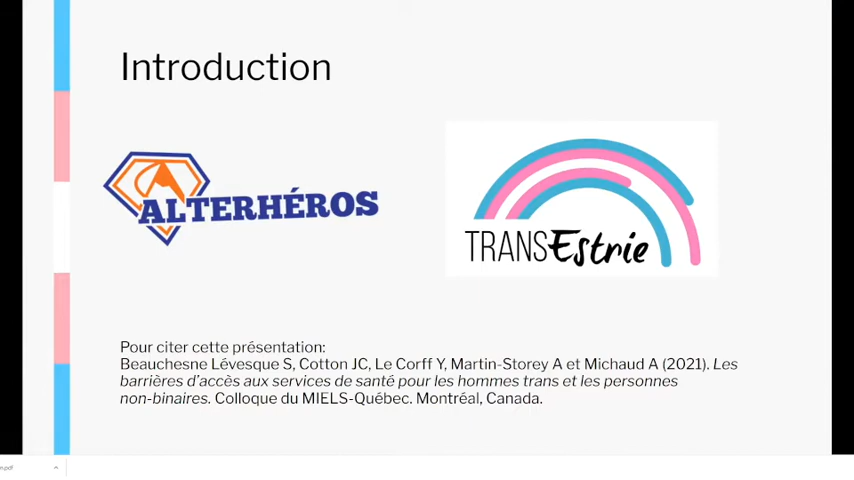 Introduction
ALTERHÉROS
TRANSEstrie
Pour citer cette présentation:
Beauchesne Lévesque S, Cotton JC, Le Corff Y, Martin-Storey A et Michaud A (2021). Les
barrières d'accès aux services de santé pour les hommes trans et les personnes
non-binaires. Colloque du MIELS-Québec. Montréal, Canada.